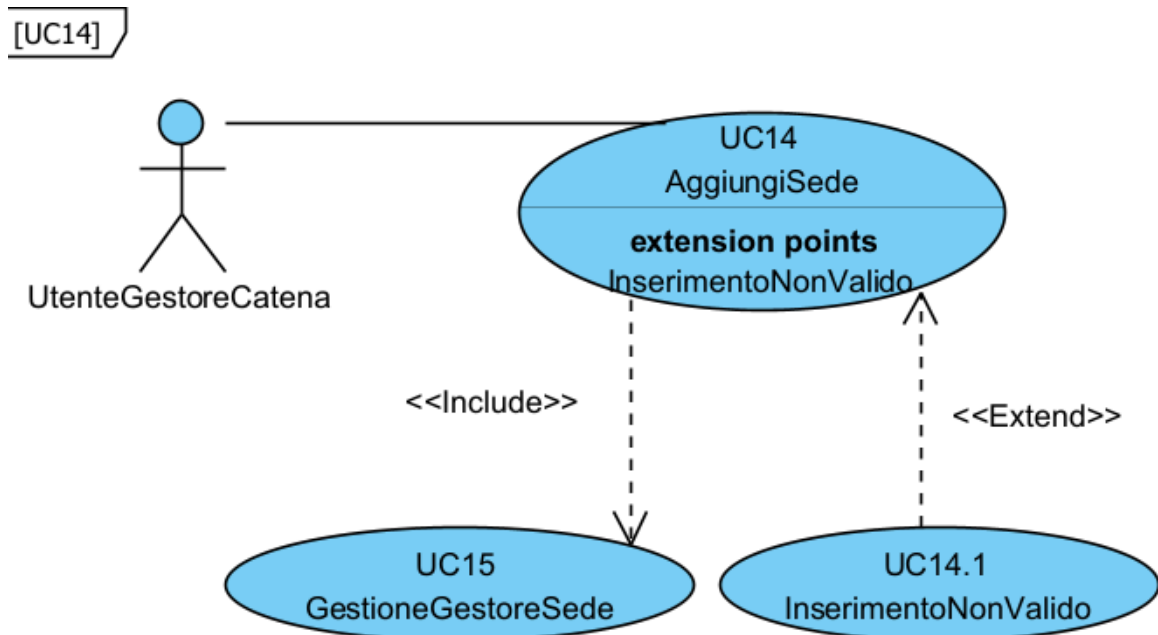 [UC14]
UC14
AggiungiSede
extension points
InserimentoNonValido
UtenteGestoreCatena
<<Include>>
<<Extend>>
UC15
GestioneGestoreSede
UC14.1
InserimentoNonValido